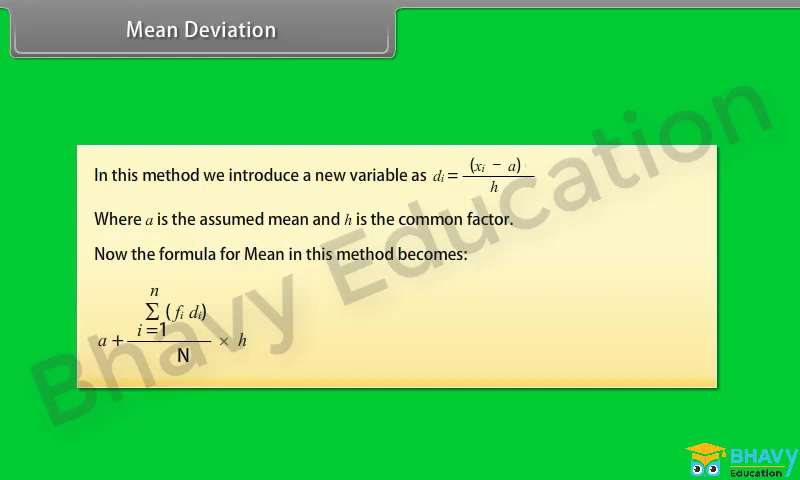 Mean Deviation
In this method we introduce a new variable as dᵢ = (xᵢ − a) / h
Where a is the assumed mean and h is the common factor.
Now the formula for Mean in this method becomes:
a + n Σ i=1 (fᵢ dᵢ) / N × h
Bhavy Education
BHAVY
Education